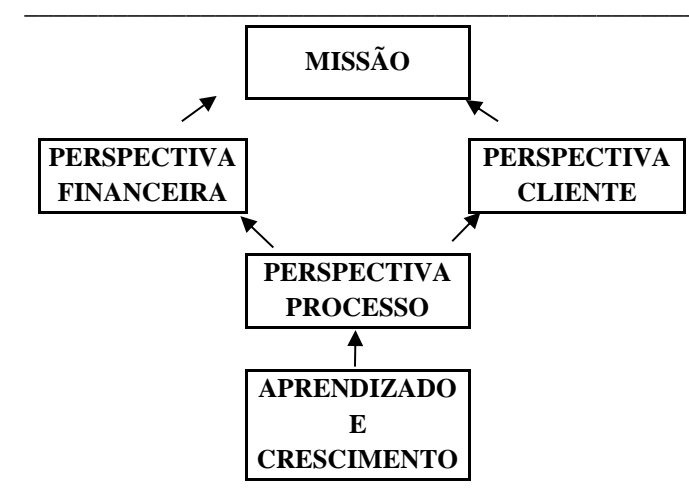 MISSÃO
PERSPECTIVA
FINANCEIRA
PERSPECTIVA
CLIENTE
PERSPECTIVA
PROCESSO
APRENDIZADO
E
CRESCIMENTO